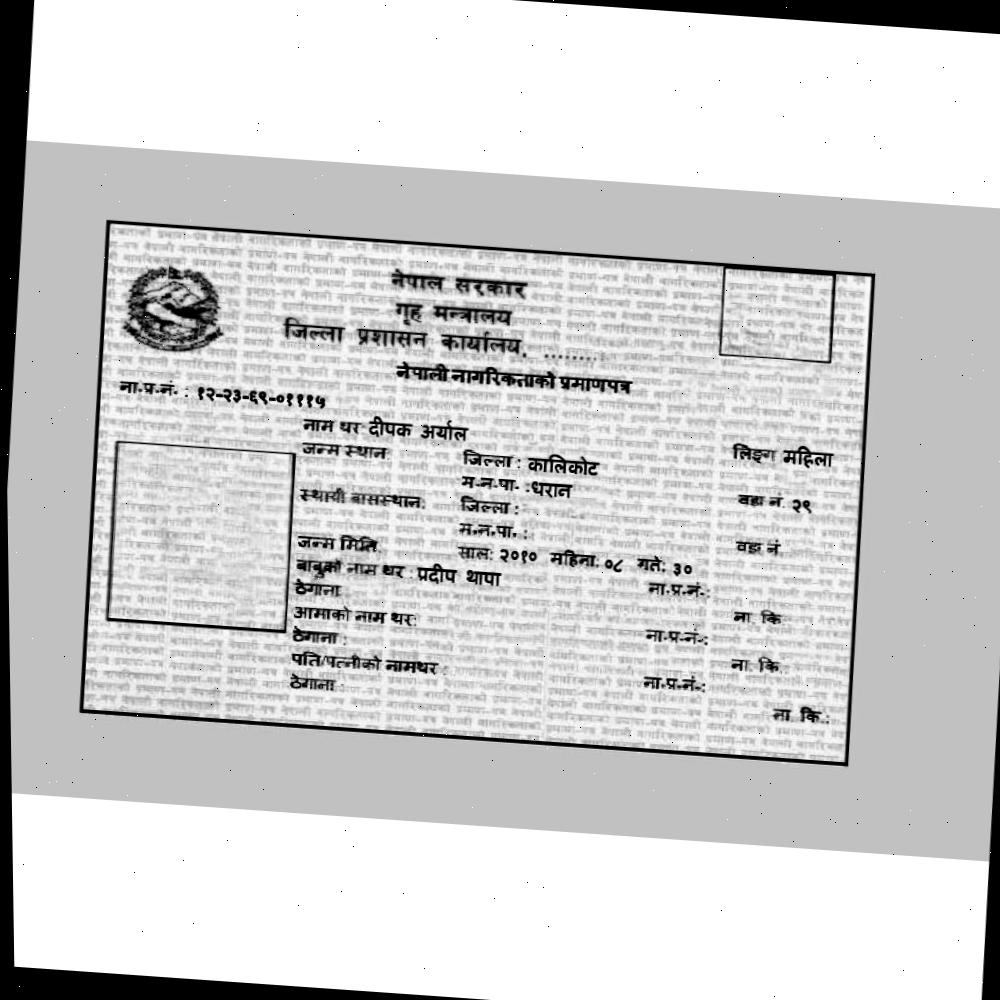 नेपाल सरकार
गृह मन्त्रालय
जिल्ला प्रशासन कार्यालय, .........
नेपाली नागरिकताको प्रमाणपत्र
ना.प्र.नं. : १२-२३-६९-०१११५
नाम थर दीपक अर्याल लिङ्ग महिला
जन्म स्थान: जिल्ला : कालिकोट
म.न.पा. :धरान वडा नं. २९
स्थायी बासस्थान: जिल्ला :
म.न.पा. : वडा नं
जन्म मिति: साल: २०१० महिना: ०८ गते: ३०
बाबुको नाम थर : प्रदीप थापा ना.प्र.नं.:
ठेगाना: ना. कि.
आमाको नाम थर: ना.प्र.नं.:
ठेगाना : ना. कि.:
पति/पत्नीको नामथर : ना.प्र.नं.:
ठेगाना : ना. कि.: